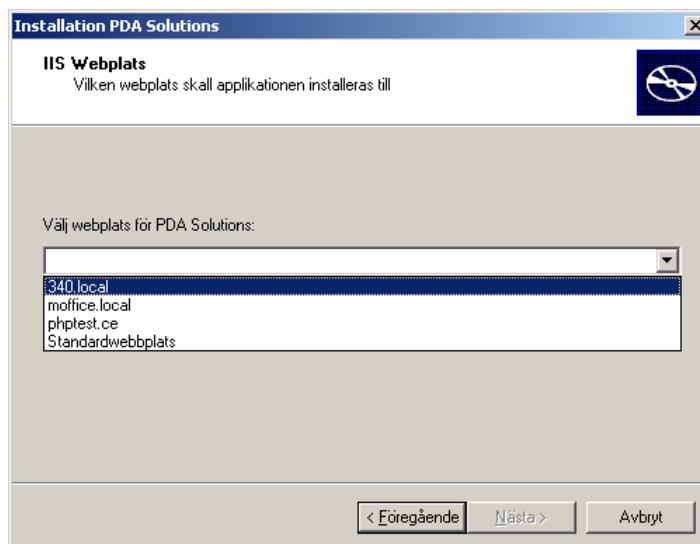 Installation PDA Solutions
IIS Webplats
Vilken webplats skall applikationen installeras till
Välj webplats för PDA Solutions:
340.local
moffice.local
phptest.ce
Standardwebbplats
< Föregående
Nästa >
Avbryt